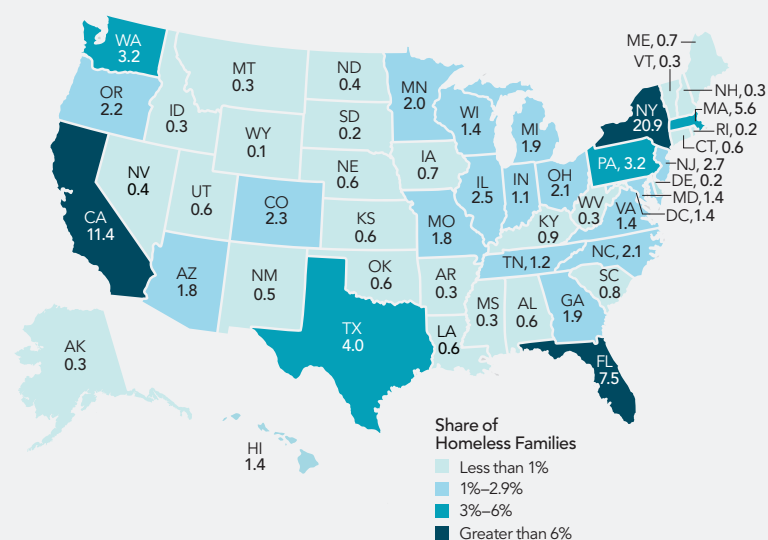 WA
3.2
OR
2.2
CA
11.4
NV
0.4
ID
0.3
MT
0.3
WY
0.1
UT
0.6
AZ
1.8
CO
2.3
NM
0.5
ND
0.4
SD
0.2
NE
0.6
KS
0.6
OK
0.6
TX
4.0
MN
2.0
IA
0.7
MO
1.8
AR
0.3
LA
0.6
WI
1.4
IL
2.5
MI
1.9
IN
1.1
OH
2.1
KY
0.9
TN, 1.2
MS
0.3
AL
0.6
GA
1.9
FL
7.5
SC
0.8
NC, 2.1
VA
1.4
WV
0.3
PA, 3.2
NY
20.9
ME, 0.7
VT, 0.3
NH, 0.3
MA, 5.6
RI, 0.2
CT, 0.6
NJ, 2.7
DE, 0.2
MD, 1.4
DC, 1.4
AK
0.3
HI
1.4
Share of
Homeless Families
Less than 1%
1%–2.9%
3%–6%
Greater than 6%